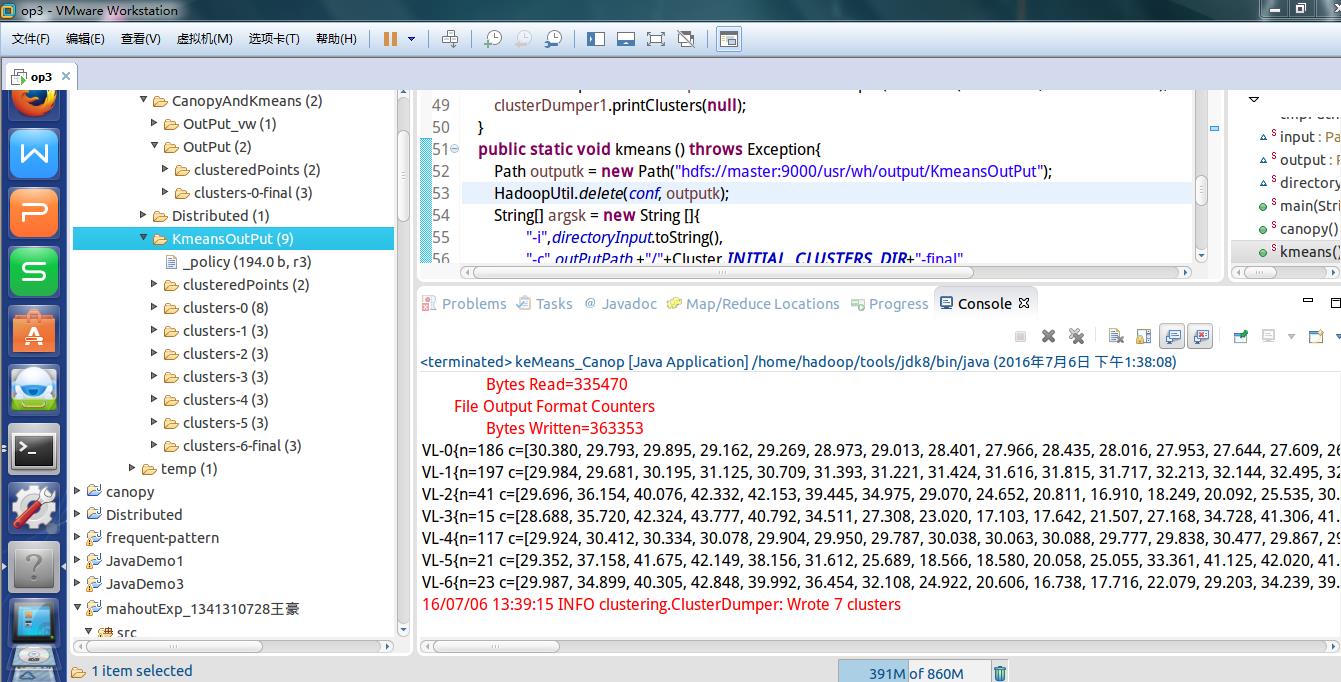 op3 - VMware Workstation
文件(F) 编辑(E) 查看(V) 虚拟机(M) 选项卡(T) 帮助(H)
op3
CanopyAndKmeans (2)
OutPut_vw (1)
OutPut (2)
clusteredPoints (2)
clusters-0-final (3)
Distributed (1)
KmeansOutPut (9)
_policy (194.0 b, r3)
clusteredPoints (2)
clusters-0 (8)
clusters-1 (3)
clusters-2 (3)
clusters-3 (3)
clusters-4 (3)
clusters-5 (3)
clusters-6-final (3)
temp (1)
canopy
Distributed
frequent-pattern
JavaDemo1
JavaDemo3
mahoutExp_1341310728王豪
src
49 clusterDumper1.printClusters(null);
50 }
51 public static void kmeans () throws Exception{
52 Path outputk = new Path("hdfs://master:9000/usr/wh/output/KmeansOutPut");
53 HadoopUtil.delete(conf, outputk);
54 String[] argsk = new String []{
55 "-i",directoryInput.toString(),
56 "-c",outPutPath +"/"+Cluster.INITIAL_CLUSTERS_DIR+"-final"
input : Pa
output :
directory
main(Stri
canopy()
kmeans()
Problems Tasks @ Javadoc Map/Reduce Locations Progress Console
<terminated> keMeans_Canop [Java Application] /home/hadoop/tools/jdk8/bin/java (2016年7月6日 下午1:38:08)
Bytes Read=335470
File Output Format Counters
Bytes Written=363353
VL-0{n=186 c=[30.380, 29.793, 29.895, 29.162, 29.269, 28.973, 29.013, 28.401, 27.966, 28.435, 28.016, 27.953, 27.644, 27.609, 26
VL-1{n=197 c=[29.984, 29.681, 30.195, 31.125, 30.709, 31.393, 31.221, 31.424, 31.616, 31.815, 31.717, 32.213, 32.144, 32.495, 32
VL-2{n=41 c=[29.696, 36.154, 40.076, 42.332, 42.153, 39.445, 34.975, 29.070, 24.652, 20.811, 16.910, 18.249, 20.092, 25.535, 30.
VL-3{n=15 c=[28.688, 35.720, 42.324, 43.777, 40.792, 34.511, 27.308, 23.020, 17.103, 17.642, 21.507, 27.168, 34.728, 41.306, 41.
VL-4{n=117 c=[29.924, 30.412, 30.334, 30.078, 29.904, 29.950, 29.787, 30.038, 30.063, 30.088, 29.777, 29.838, 30.477, 29.867, 29
VL-5{n=21 c=[29.352, 37.158, 41.675, 42.149, 38.156, 31.612, 25.689, 18.566, 18.580, 20.058, 25.055, 33.361, 41.125, 42.020, 41.
VL-6{n=23 c=[29.987, 34.899, 40.305, 42.848, 39.992, 36.454, 32.108, 24.922, 20.606, 16.738, 17.716, 22.079, 29.203, 34.239, 39.
16/07/06 13:39:15 INFO clustering.ClusterDumper: Wrote 7 clusters
1 item selected
391M of 860M